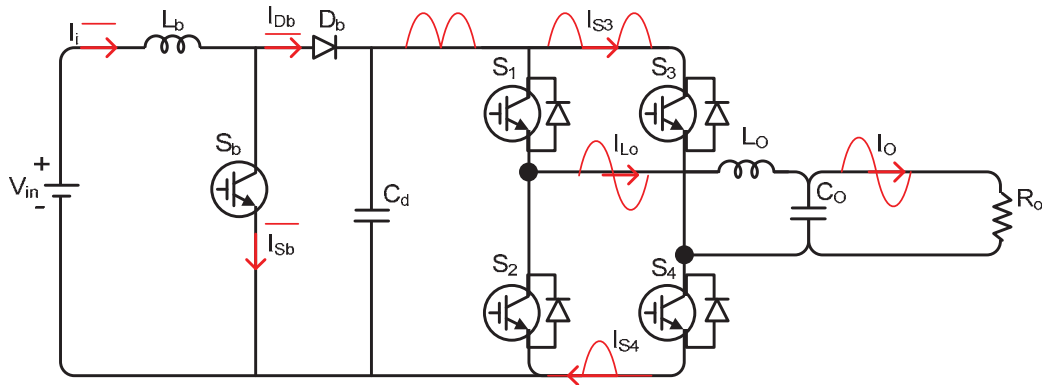 Ii
Lb
IDb
Db
IS3
S1
S3
Sb
ILo
LO
IO
Vin
+
-
Cd
CO
Ro
ISb
S2
S4
IS4